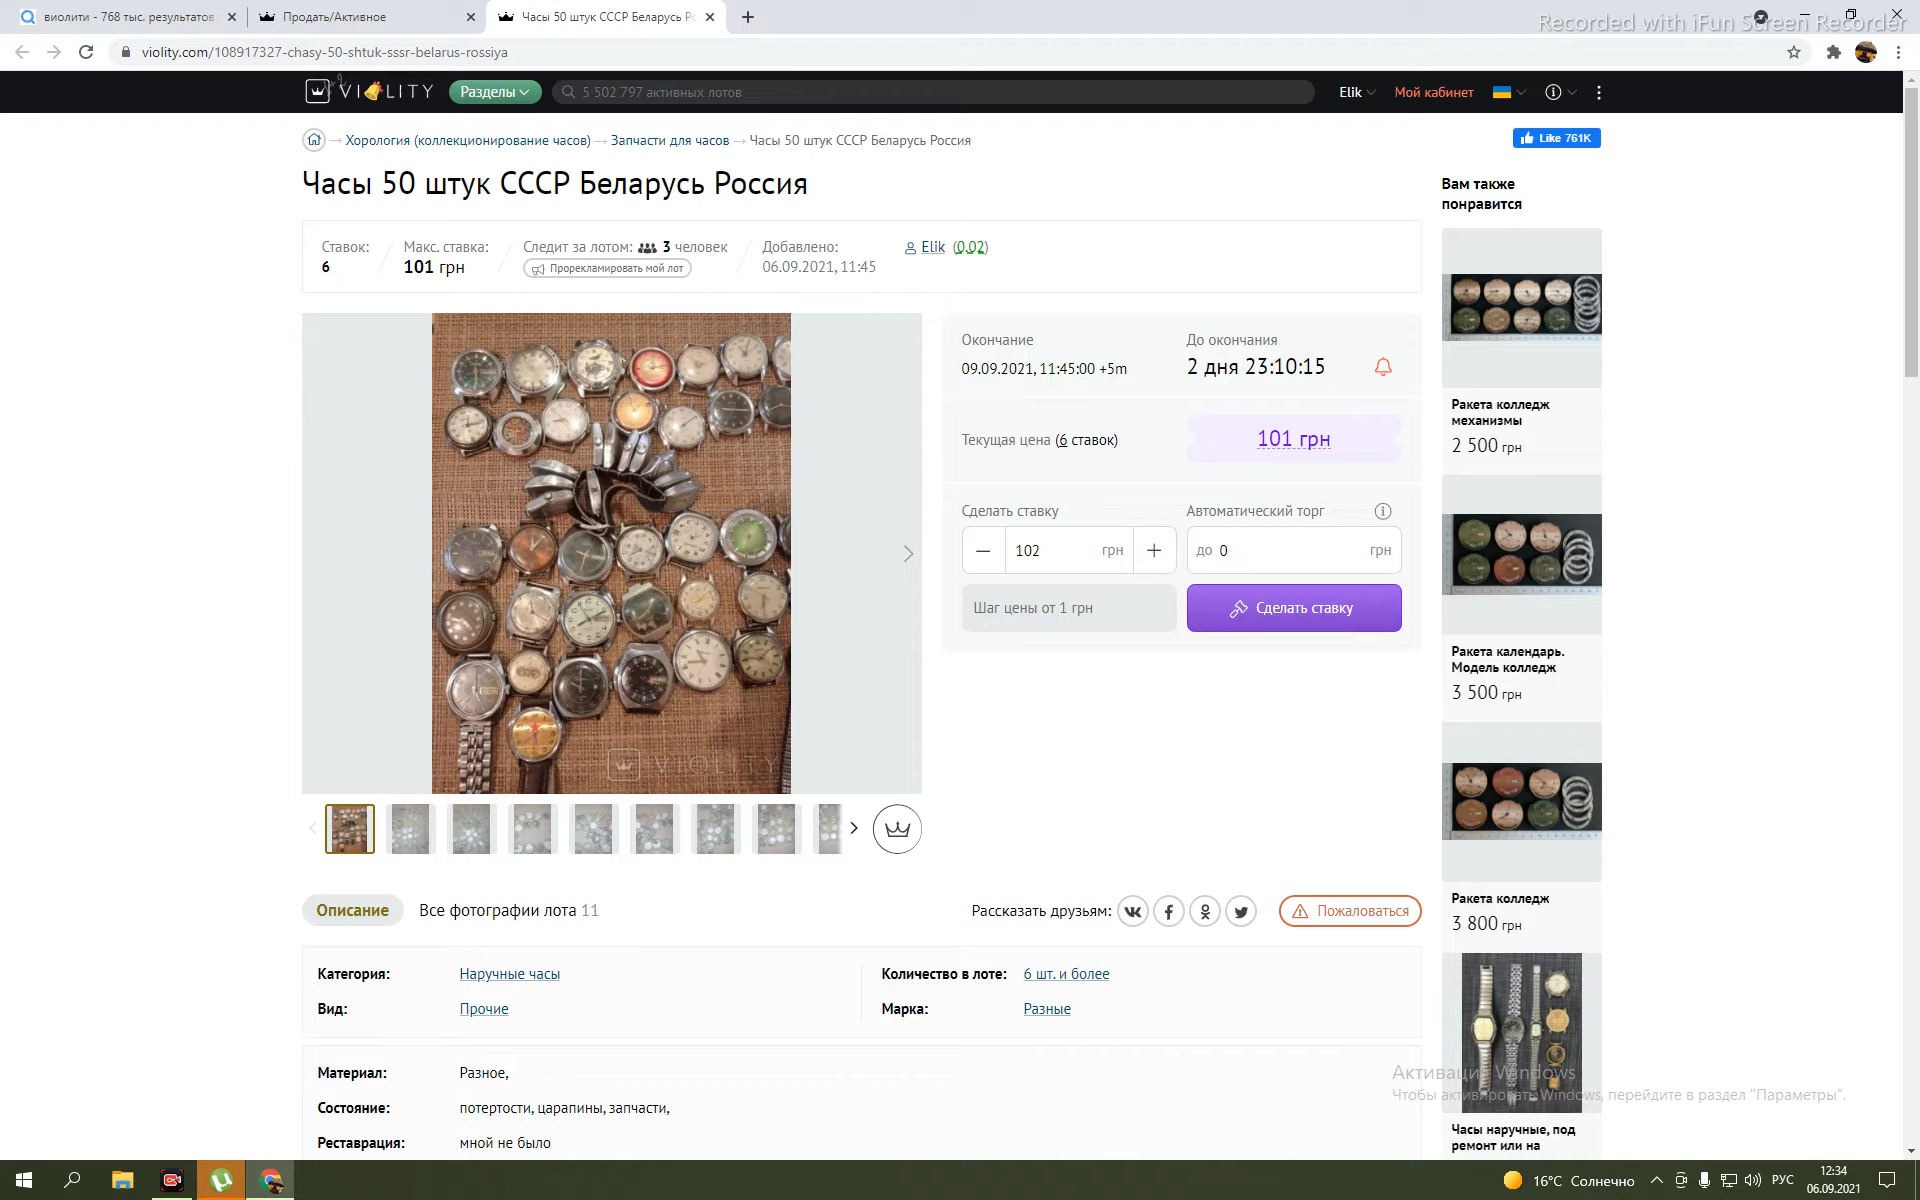 виолити - 768 тыс. результатов
Продать/Активное
Часы 50 штук СССР Беларусь Ро
Recorded with iFun Screen Recorder
violity.com/108917327-chasy-50-shtuk-sssr-belarus-rossiya
VIOLITY
Разделы
5 502 797 активных лотов
Elik
Мой кабинет
Хорология (коллекционирование часов) → Запчасти для часов → Часы 50 штук СССР Беларусь Россия
Like 761K
Часы 50 штук СССР Беларусь Россия
Ставок:
6
Макс. ставка:
101 грн
Следит за лотом: 3 человек
Прорекламировать мой лот
Добавлено:
06.09.2021, 11:45
Elik (0.02)
Окончание
09.09.2021, 11:45:00 +5m
До окончания
2 дня 23:10:15
Текущая цена (6 ставок)
101 грн
Сделать ставку
— 102 грн +
Автоматический торг
до 0 грн
Шаг цены от 1 грн
Сделать ставку
VIOLITY
Описание
Все фотографии лота 11
Рассказать друзьям:
Пожаловаться
Категория: Наручные часы
Количество в лоте: 6 шт. и более
Вид: Прочие
Марка: Разные
Материал: Разное,
Состояние: потертости, царапины, запчасти,
Реставрация: мной не было
Вам также
понравится
Ракета колледж
механизмы
2 500 грн
Ракета календарь.
Модель колледж
3 500 грн
Ракета колледж
3 800 грн
Часы наручные, под
ремонт или на
Активация Windows
Чтобы активировать Windows, перейдите в раздел "Параметры".
16°C Солнечно
РУС
12:34
06.09.2021